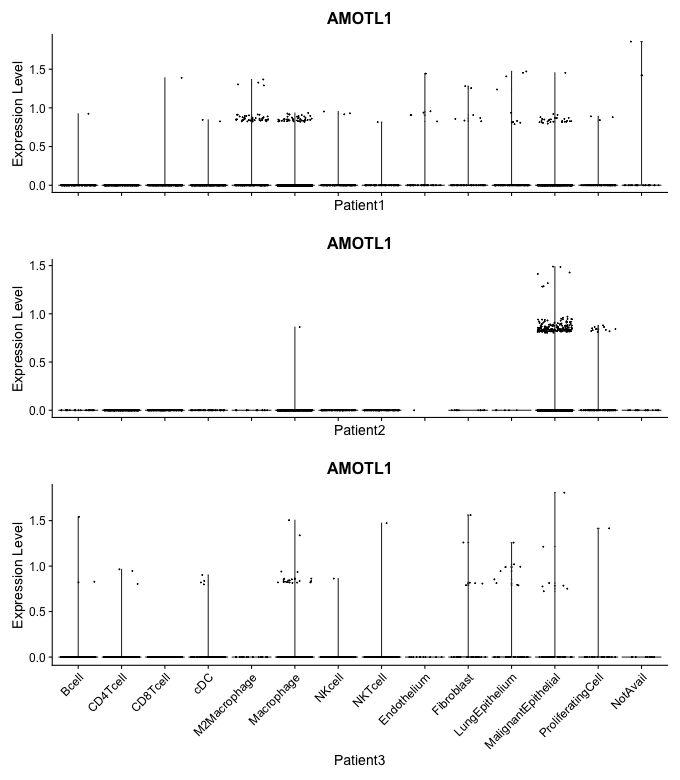 AMOTL1
Expression Level
1.5
1.0
0.5
0.0
Patient1
AMOTL1
Expression Level
1.5
1.0
0.5
0.0
Patient2
AMOTL1
Expression Level
1.5
1.0
0.5
0.0
Bcell
CD4Tcell
CD8Tcell
cDC
M2Macrophage
Macrophage
NKcell
NKTcell
Endothelium
Fibroblast
LungEpithelium
MalignantEpithelial
ProliferatingCell
NotAvail
Patient3